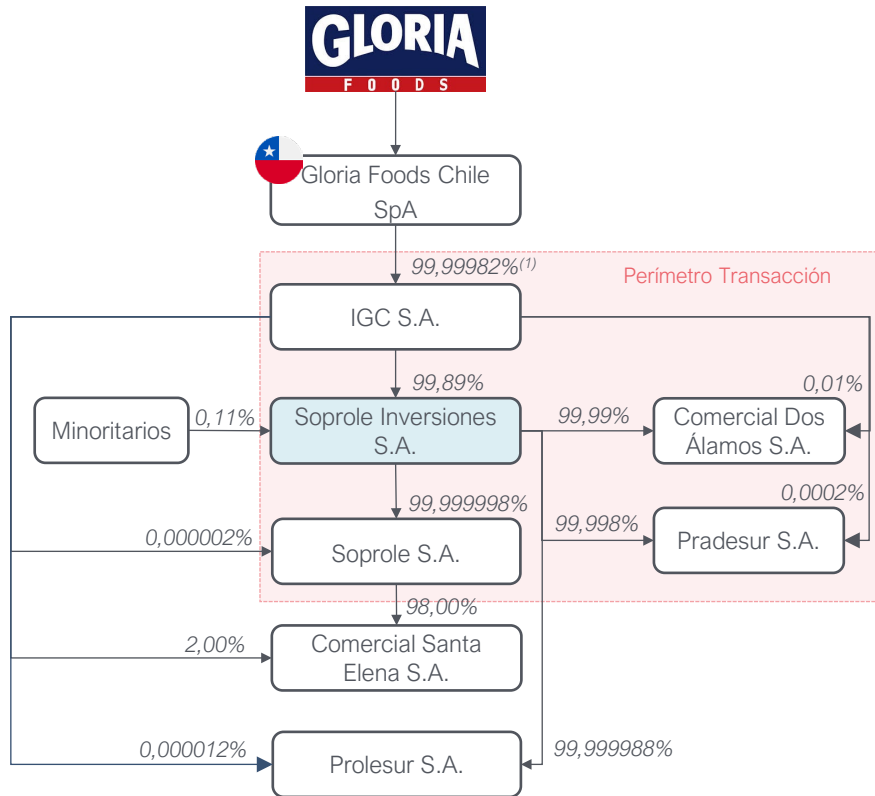 GLORIA
FOODS
Gloria Foods Chile
SpA
99,99982%(1)
Perímetro Transacción
IGC S.A.
99,89%
0,01%
Minoritarios
0,11%
Soprole Inversiones
S.A.
99,99%
Comercial Dos
Álamos S.A.
99,999998%
0,0002%
0,000002%
Soprole S.A.
99,998%
Pradesur S.A.
98,00%
2,00%
Comercial Santa
Elena S.A.
0,000012%
Prolesur S.A.
99,999988%